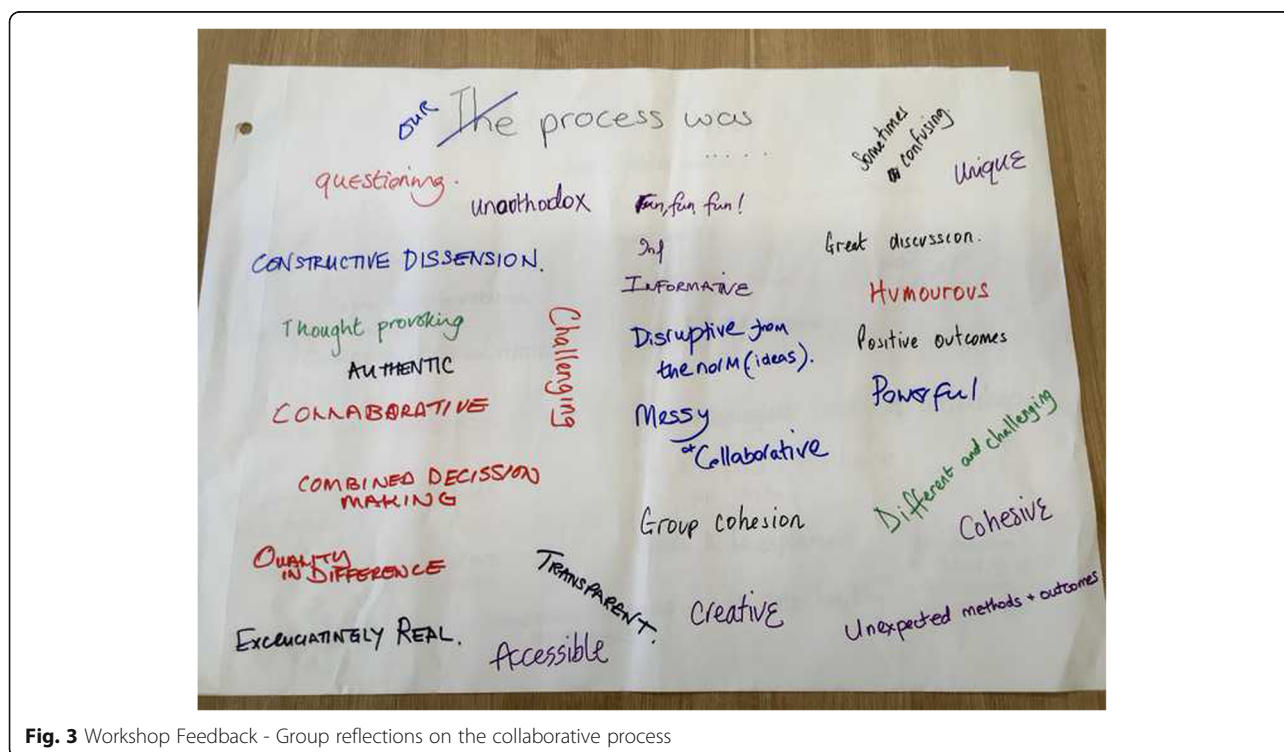 OUR The process was
.....
Sometimes
confusing
Unique
questioning.
unorthodox
Fun, fun, fun!
Inf
INFORMATIVE
Great discussion.
CONSTRUCTIVE DISSENSION.
Humourous
Thought provoking
Challenging
Disruptive from
the norm (ideas).
Positive outcomes
AUTHENTIC
Powerful
COLLABORATIVE
Messy
+ Collaborative
Different and challenging
COMBINED DECISSION
MAKING
Group cohesion
Cohesive
QUALITY
IN DIFFERENCE
TRANSPARENT.
Creative
Unexpected methods + outcomes
EXCRUCIATINGLY REAL.
Accessible
Fig. 3 Workshop Feedback - Group reflections on the collaborative process